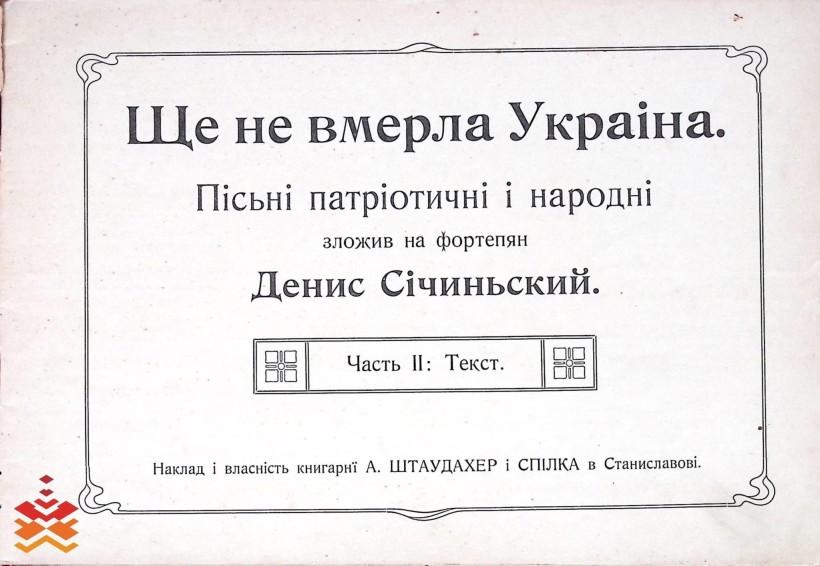 Ще не вмерла Украіна.
Пісьні патріотичні і народні
зложив на фортепян
Денис Січиньский.
Часть II: Текст.
Наклад і власність книгарнї А. ШТАУДАХЕР і СПІЛКА в Станиславові.